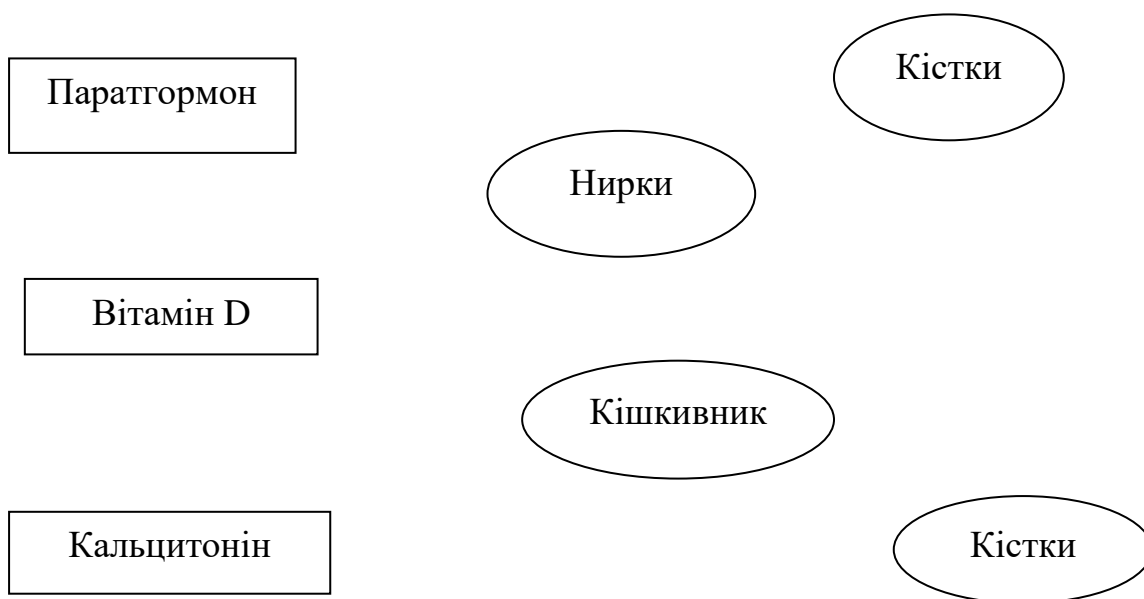 Кістки
Паратгормон
Нирки
Вітамін D
Кішкивник
Кальцитонін
Кістки